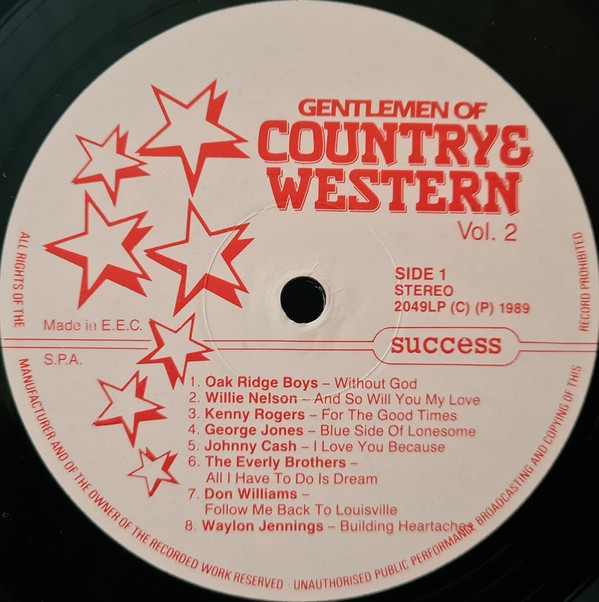 GENTLEMEN OF
COUNTRY &
WESTERN
Vol. 2
SIDE 1
STEREO
2049LP (C) (P) 1989
Made in E.E.C.
success
S.P.A.
1. Oak Ridge Boys – Without God
2. Willie Nelson – And So Will You My Love
3. Kenny Rogers – For The Good Times
4. George Jones – Blue Side Of Lonesome
5. Johnny Cash – I Love You Because
6. The Everly Brothers –
All I Have To Do Is Dream
7. Don Williams –
Follow Me Back To Louisville
8. Waylon Jennings – Building Heartaches
ALL RIGHTS OF THE MANUFACTURER AND OF THE OWNER OF THE RECORDED WORK RESERVED · UNAUTHORISED PUBLIC PERFORMANCE BROADCASTING AND COPYING OF THIS RECORD PROHIBITED